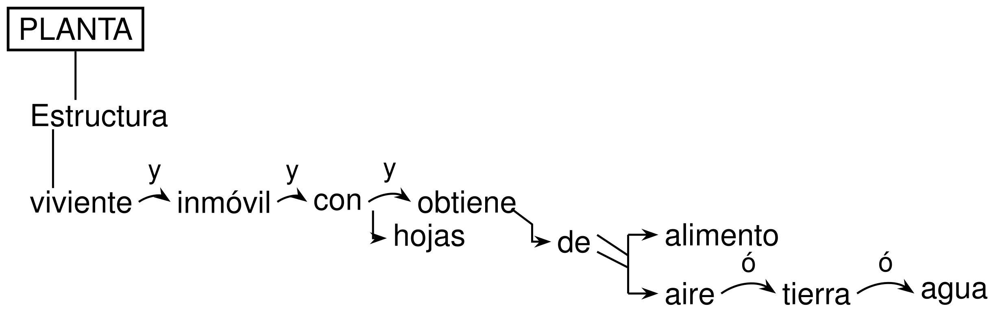 PLANTA
Estructura
y y y
viviente inmóvil con obtiene
hojas de alimento
ó ó
aire tierra agua